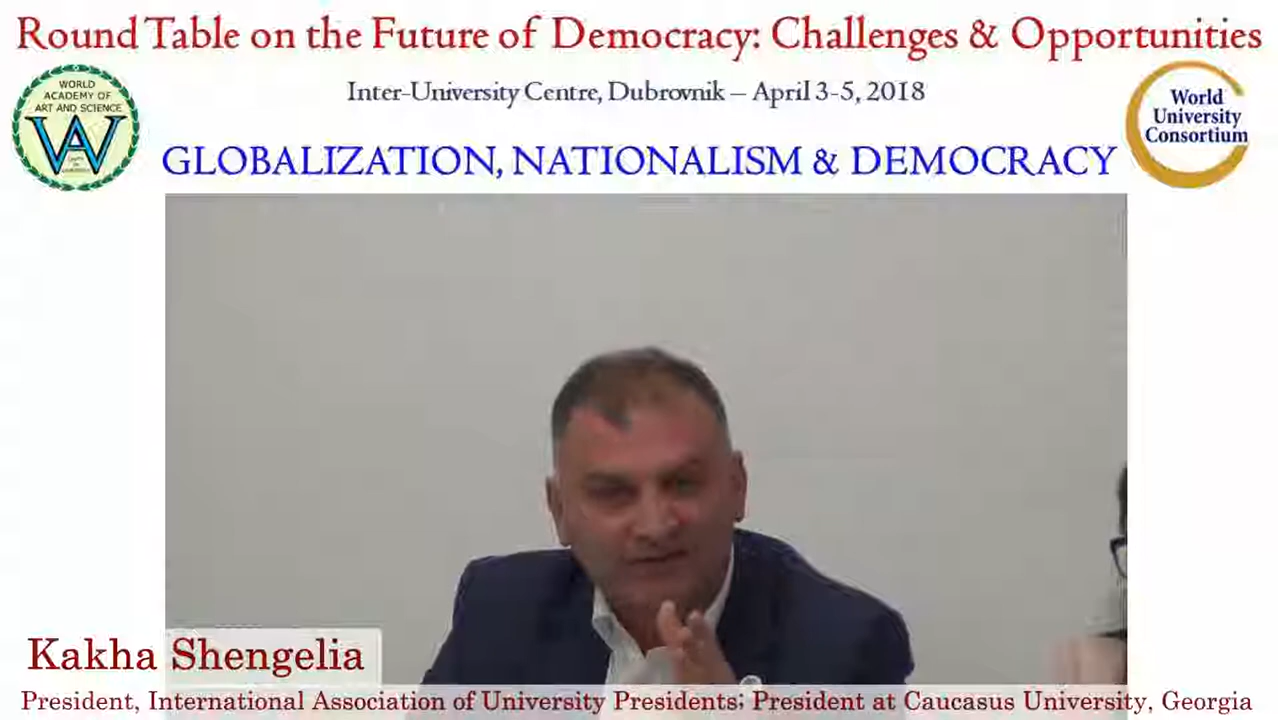 Round Table on the Future of Democracy: Challenges & Opportunities
WORLD
ACADEMY OF
ART AND SCIENCE
Inter-University Centre, Dubrovnik – April 3-5, 2018
World
University
Consortium
GLOBALIZATION, NATIONALISM & DEMOCRACY
Kakha Shengelia
President, International Association of University Presidents; President at Caucasus University, Georgia